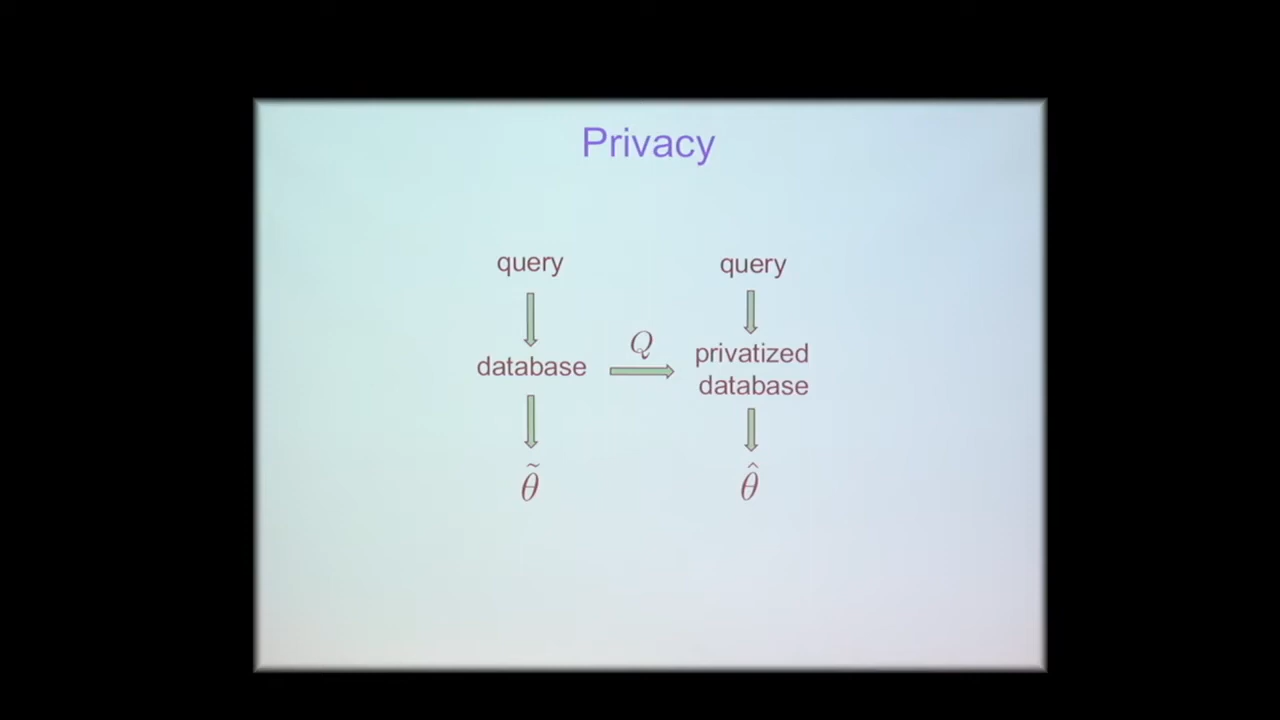 Privacy
query
query
Q
database
privatized
database
θ̃
θ̂